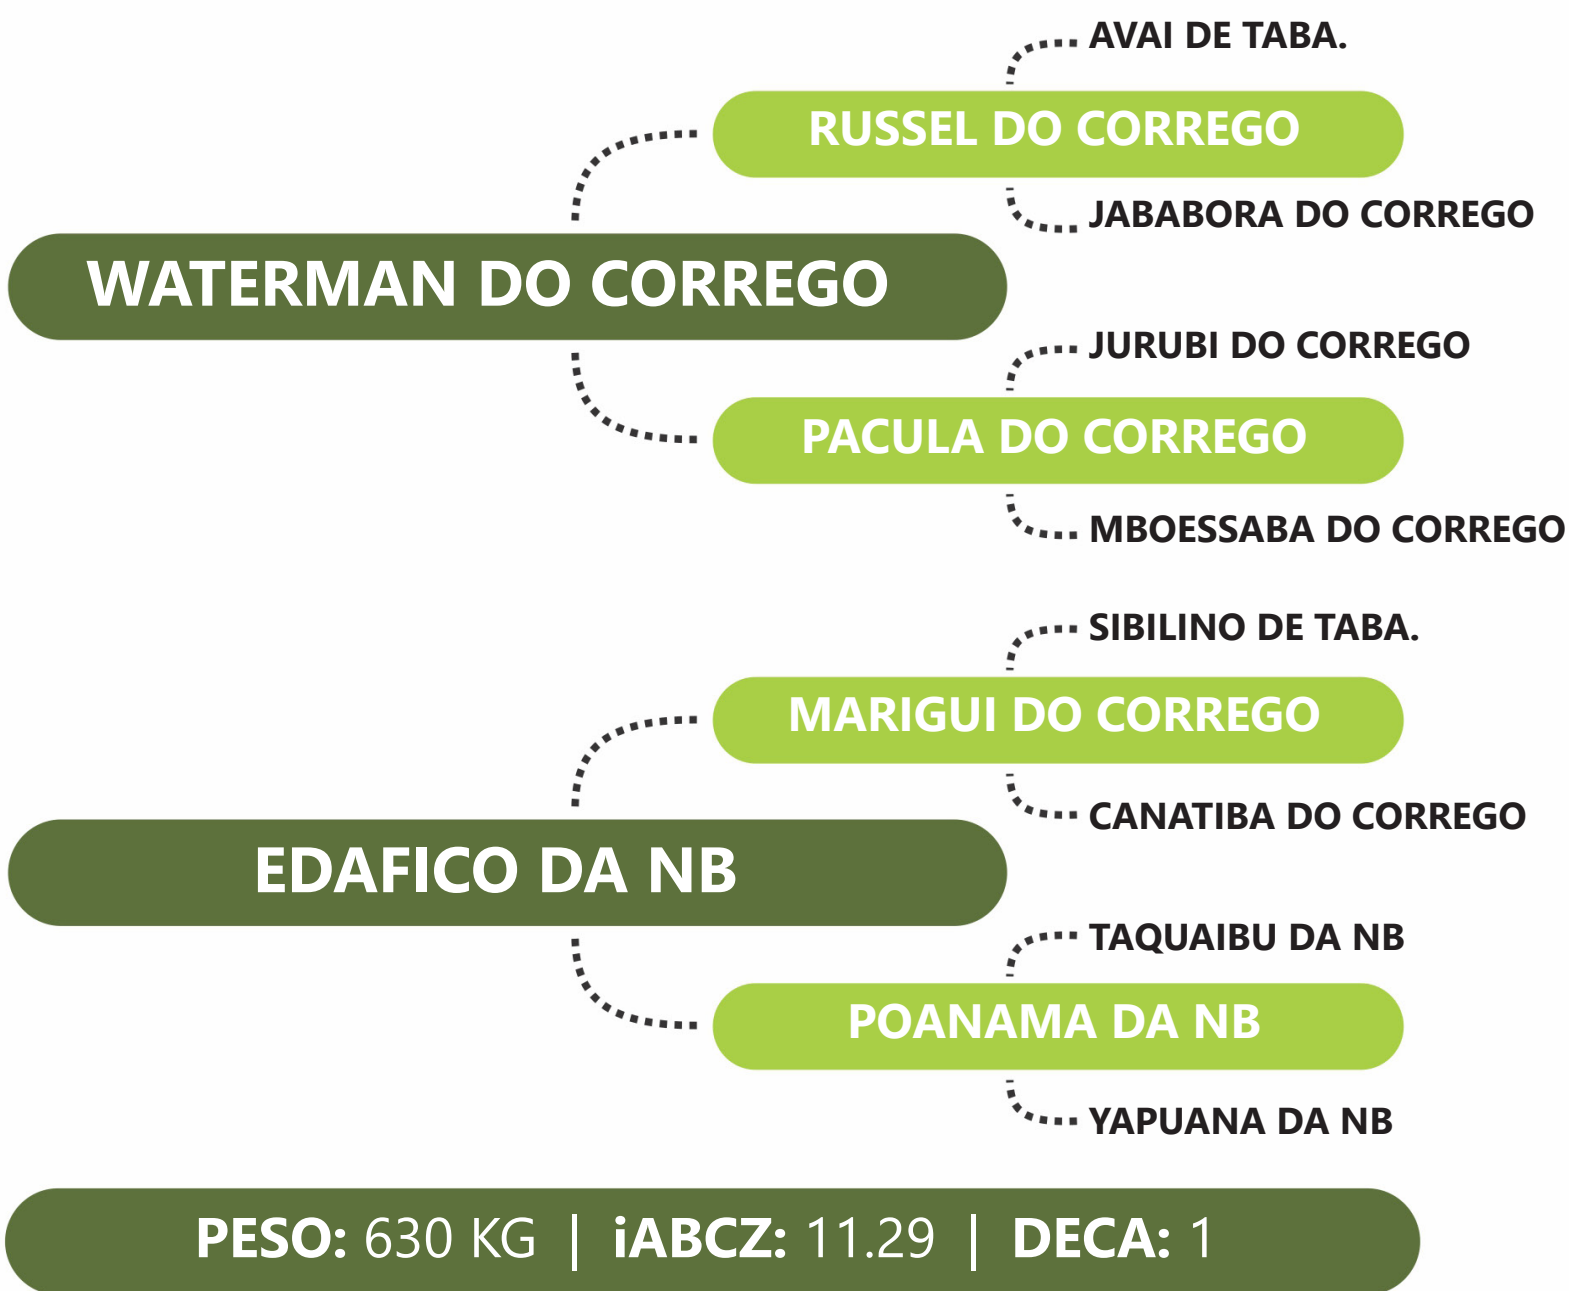 AVAI DE TABA.
RUSSEL DO CORREGO
JABABORA DO CORREGO
WATERMAN DO CORREGO
JURUBI DO CORREGO
PACULA DO CORREGO
MBOESSABA DO CORREGO
SIBILINO DE TABA.
MARIGUI DO CORREGO
CANATIBA DO CORREGO
EDAFICO DA NB
TAQUAIBU DA NB
POANAMA DA NB
YAPUANA DA NB
PESO: 630 KG | iABCZ: 11.29 | DECA: 1